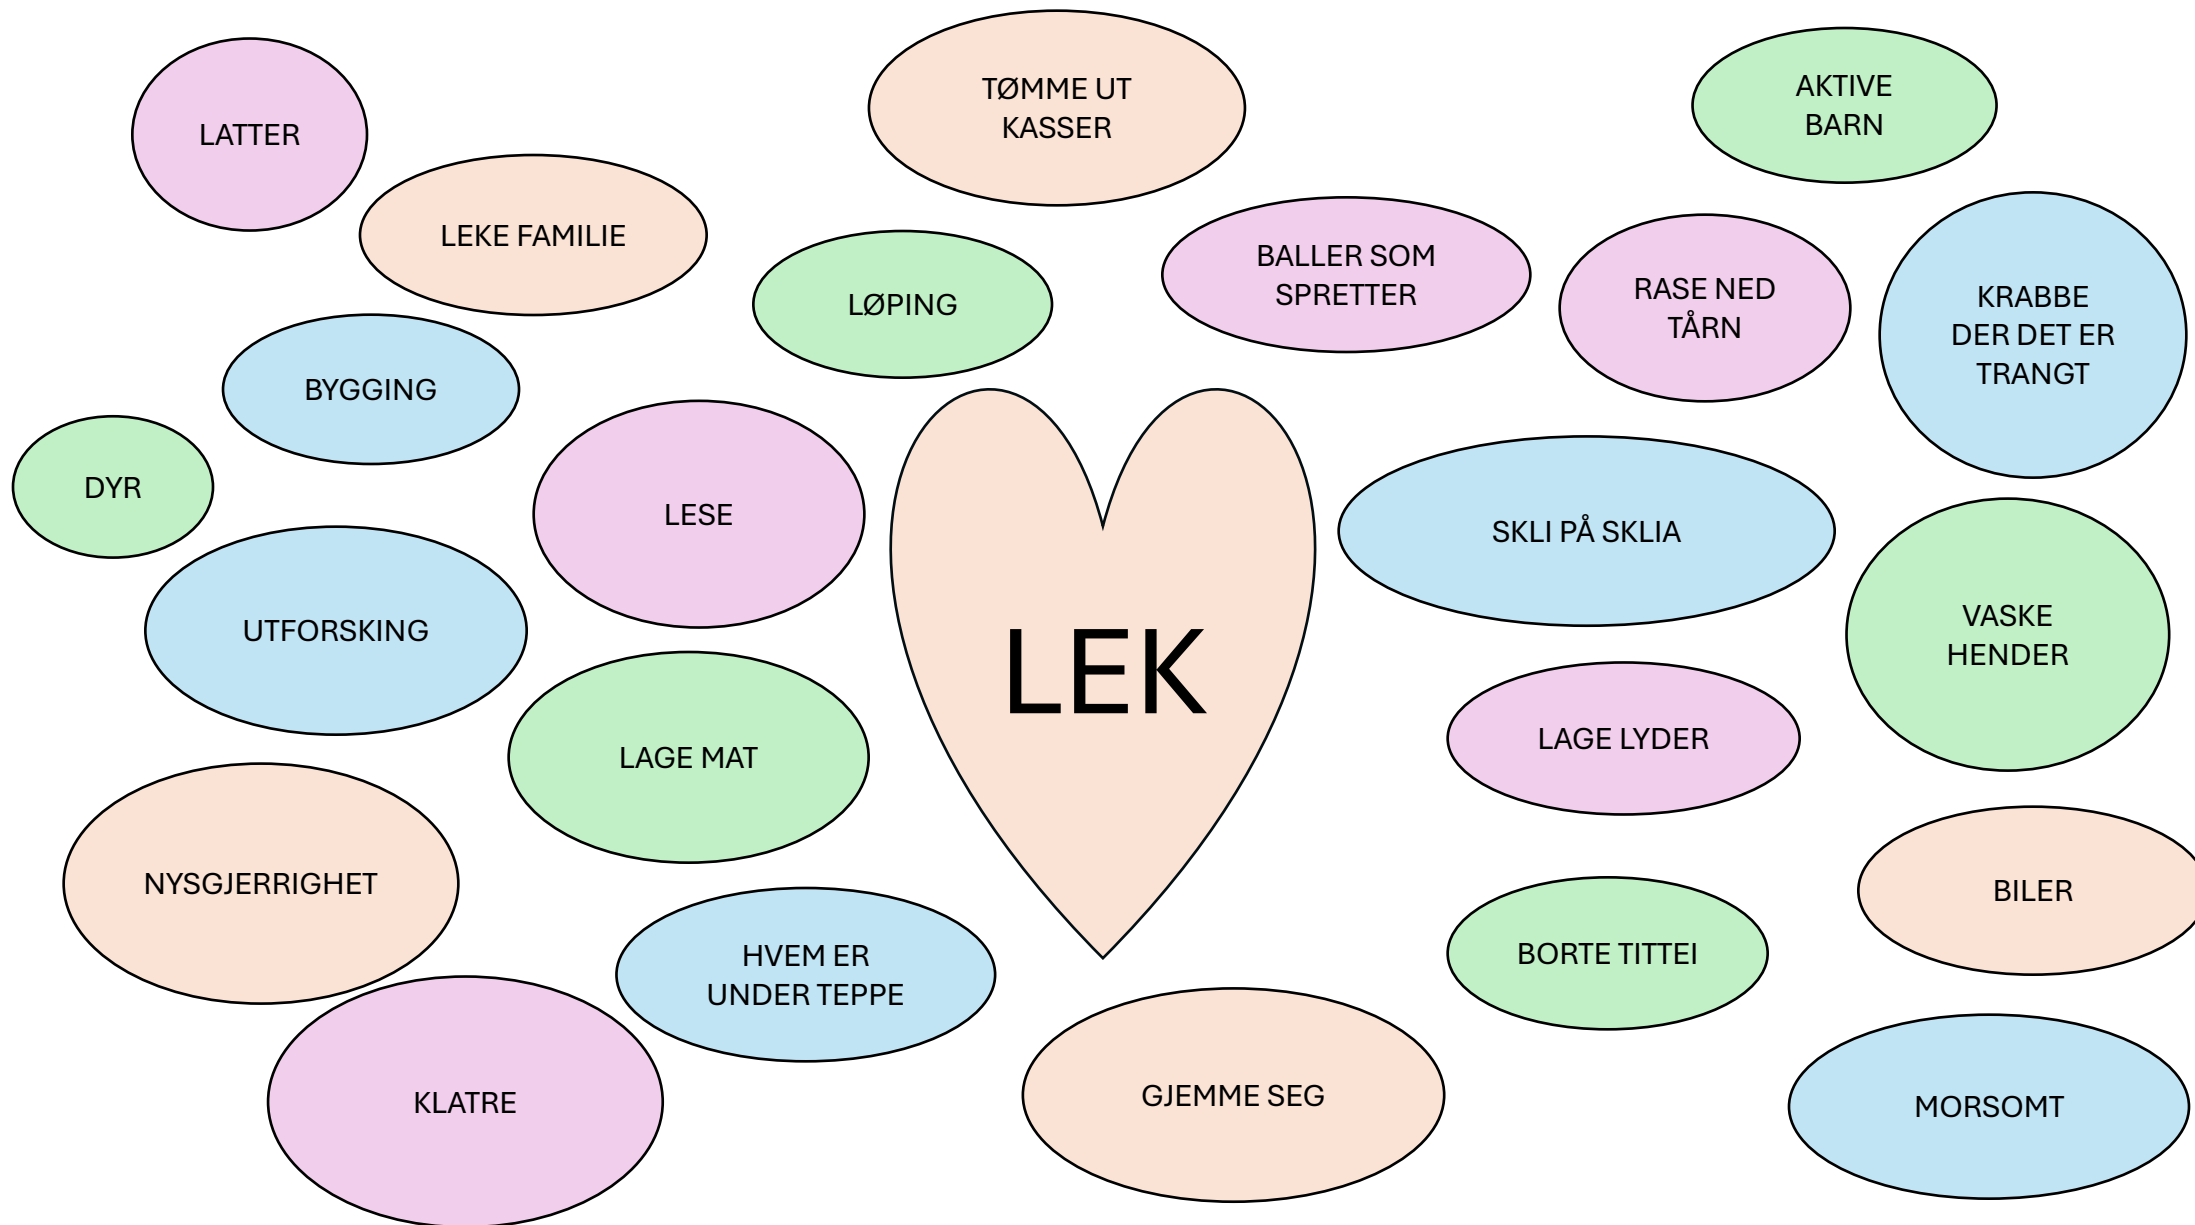 LATTER
TØMME UT
KASSER
AKTIVE
BARN
LEKE FAMILIE
LØPING
BALLER SOM
SPRETTER
RASE NED
TÅRN
KRABBE
DER DET ER
TRANGT
BYGGING
DYR
LESE
SKLI PÅ SKLIA
UTFORSKING
LEK
VASKE
HENDER
LAGE MAT
LAGE LYDER
NYSGJERRIGHET
BILER
HVEM ER
UNDER TEPPE
BORTE TITTEI
KLATRE
GJEMME SEG
MORSOMT